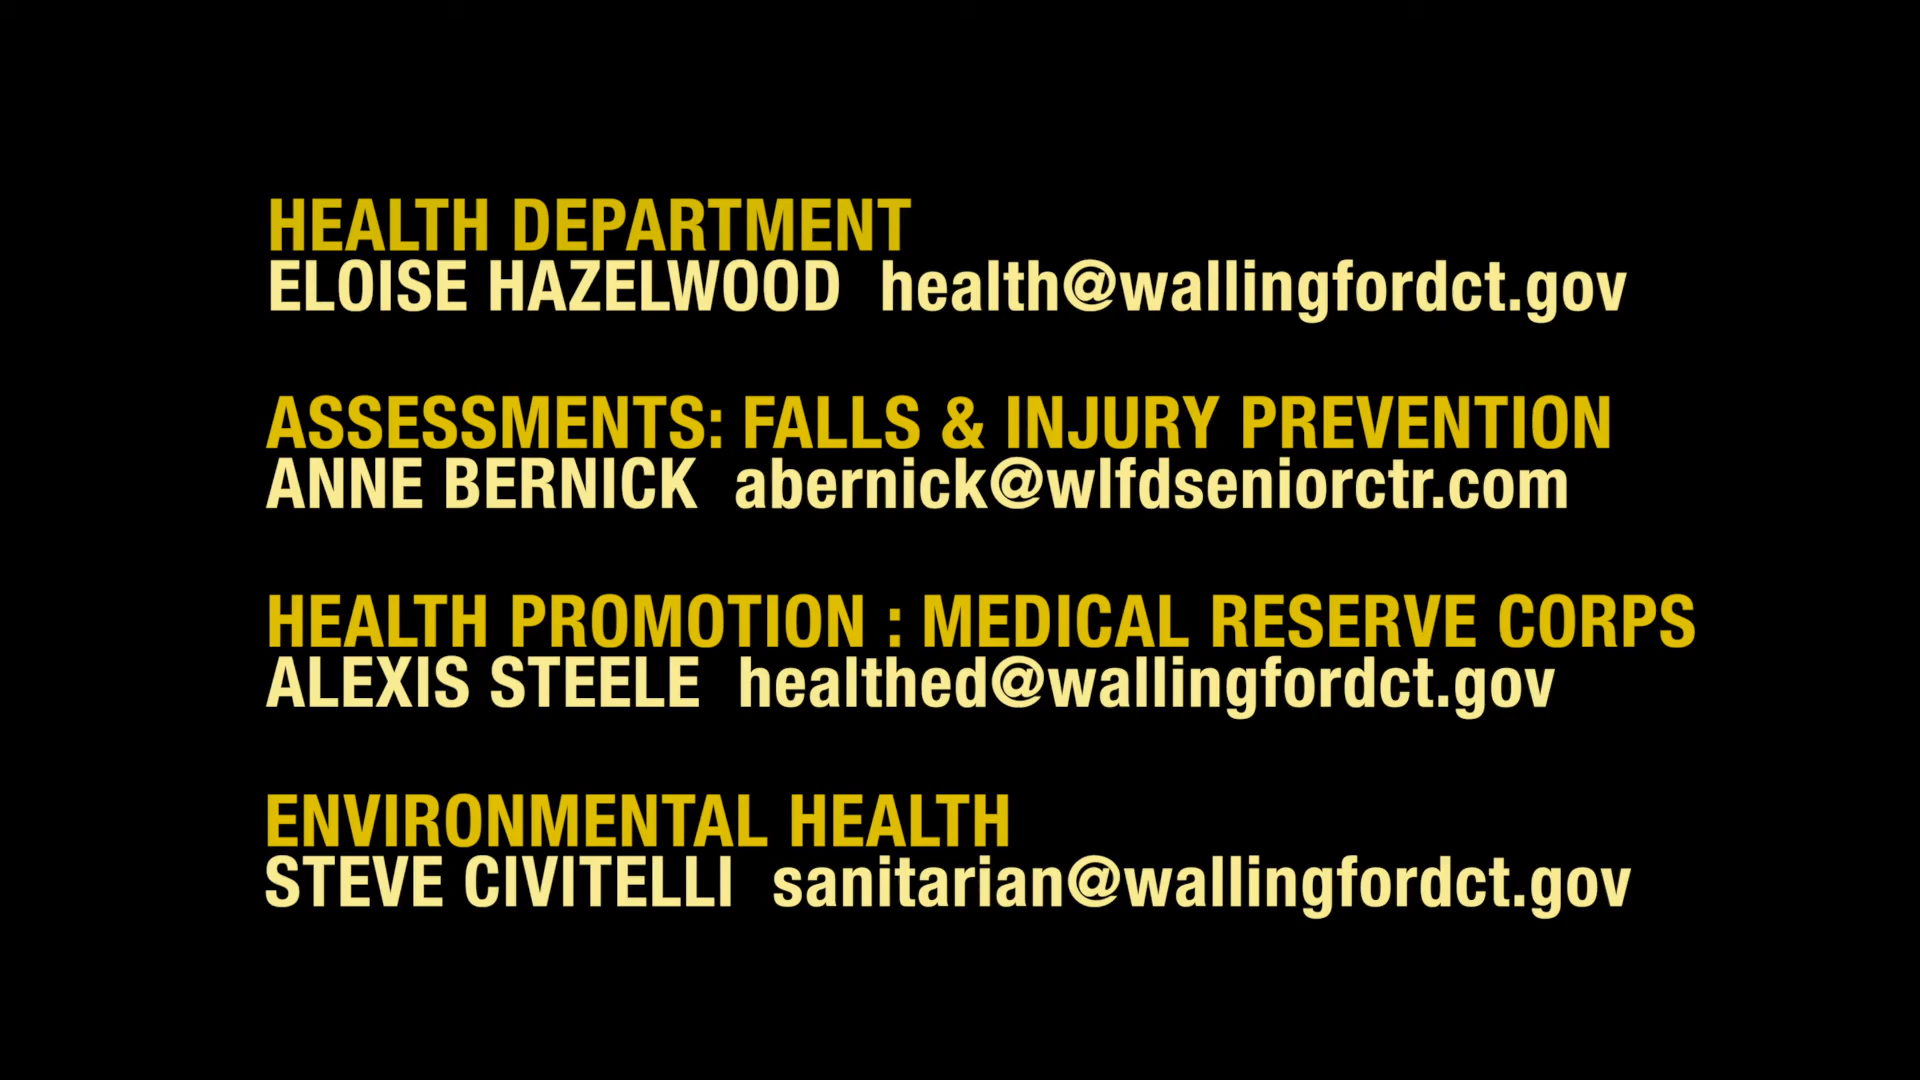 HEALTH DEPARTMENT
ELOISE HAZELWOOD health@wallingfordct.gov
ASSESSMENTS: FALLS & INJURY PREVENTION
ANNE BERNICK abernick@wlfdseniorctr.com
HEALTH PROMOTION : MEDICAL RESERVE CORPS
ALEXIS STEELE healthed@wallingfordct.gov
ENVIRONMENTAL HEALTH
STEVE CIVITELLI sanitarian@wallingfordct.gov